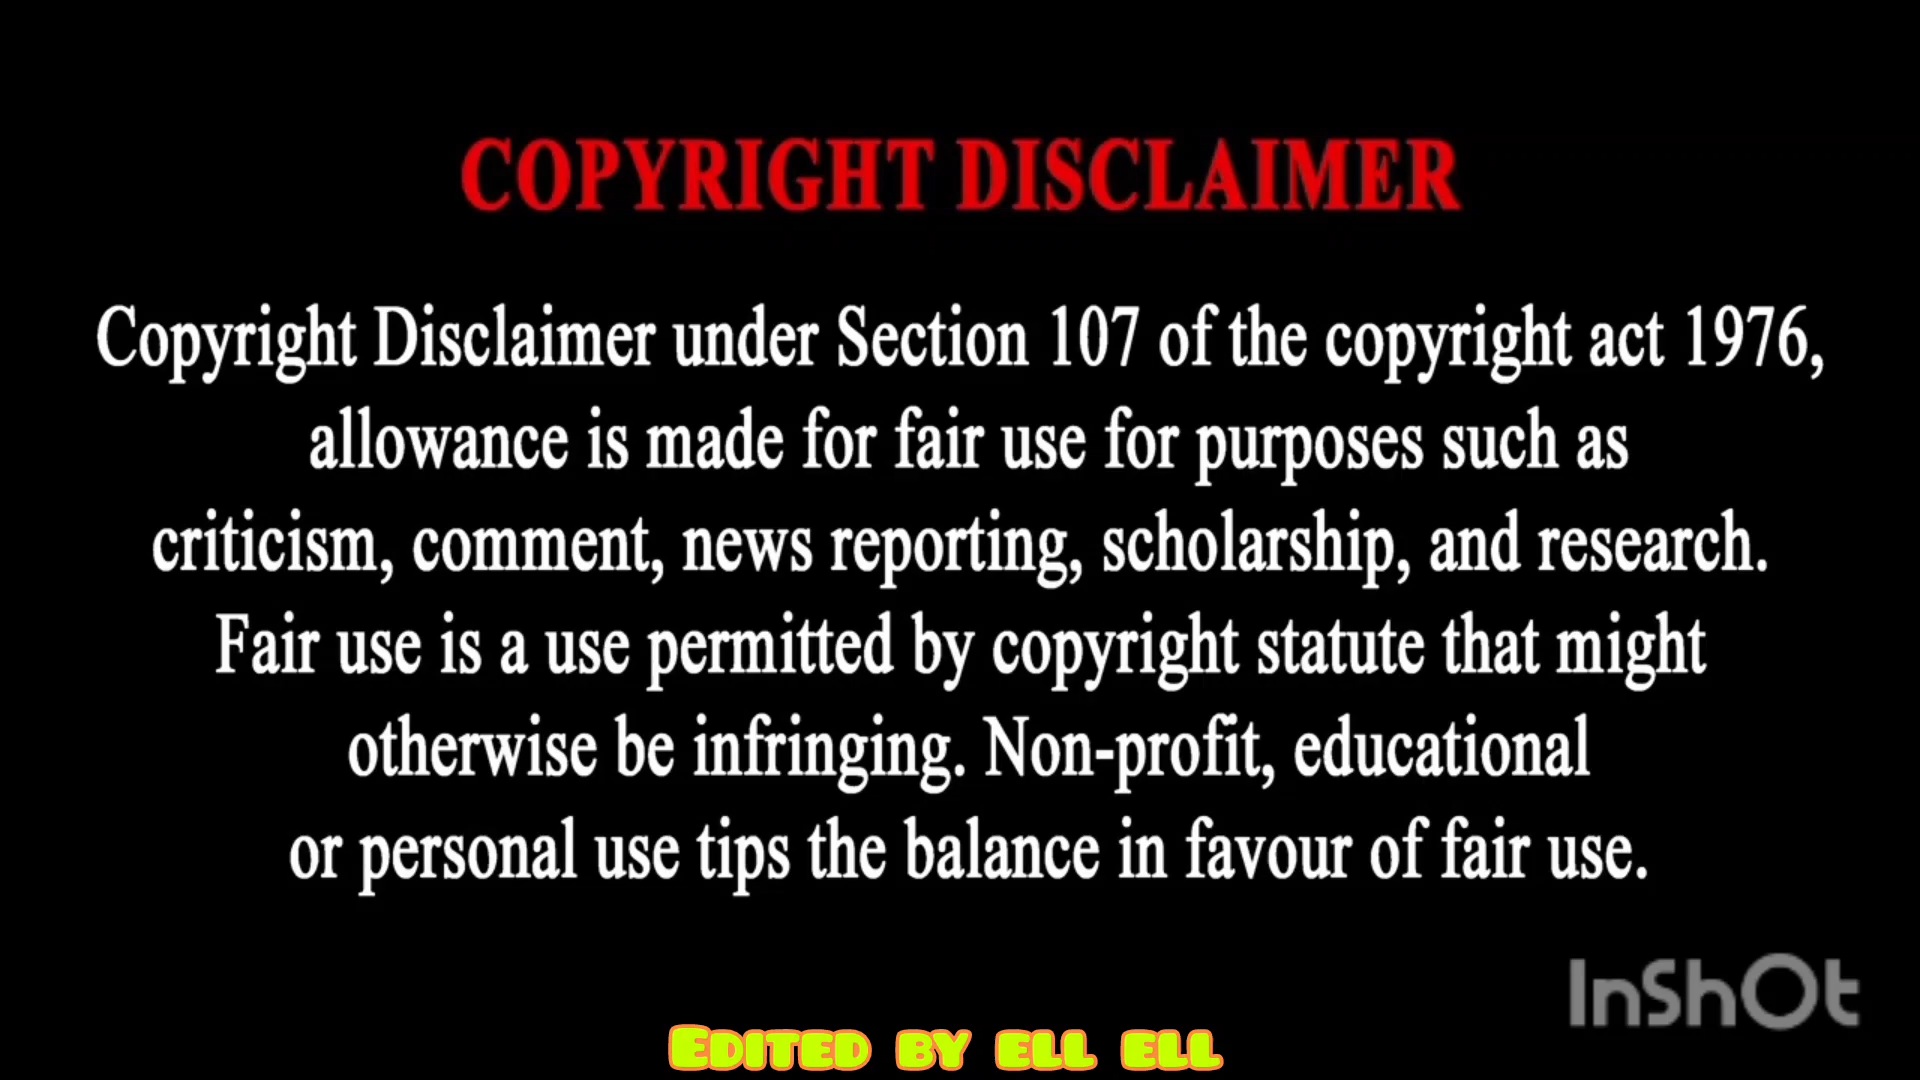 COPYRIGHT DISCLAIMER
Copyright Disclaimer under Section 107 of the copyright act 1976,
allowance is made for fair use for purposes such as
criticism, comment, news reporting, scholarship, and research.
Fair use is a use permitted by copyright statute that might
otherwise be infringing. Non-profit, educational
or personal use tips the balance in favour of fair use.
InShOt
Edited by ell ell